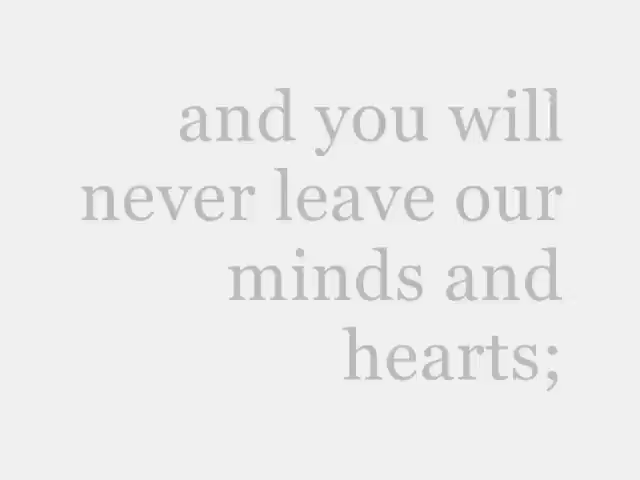 and you will
never leave our
minds and
hearts;